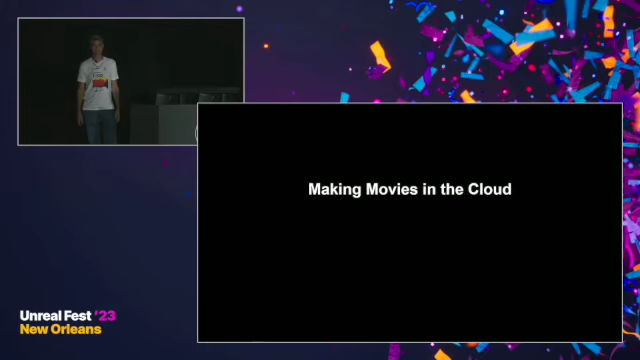 Making Movies in the Cloud
Unreal Fest '23
New Orleans